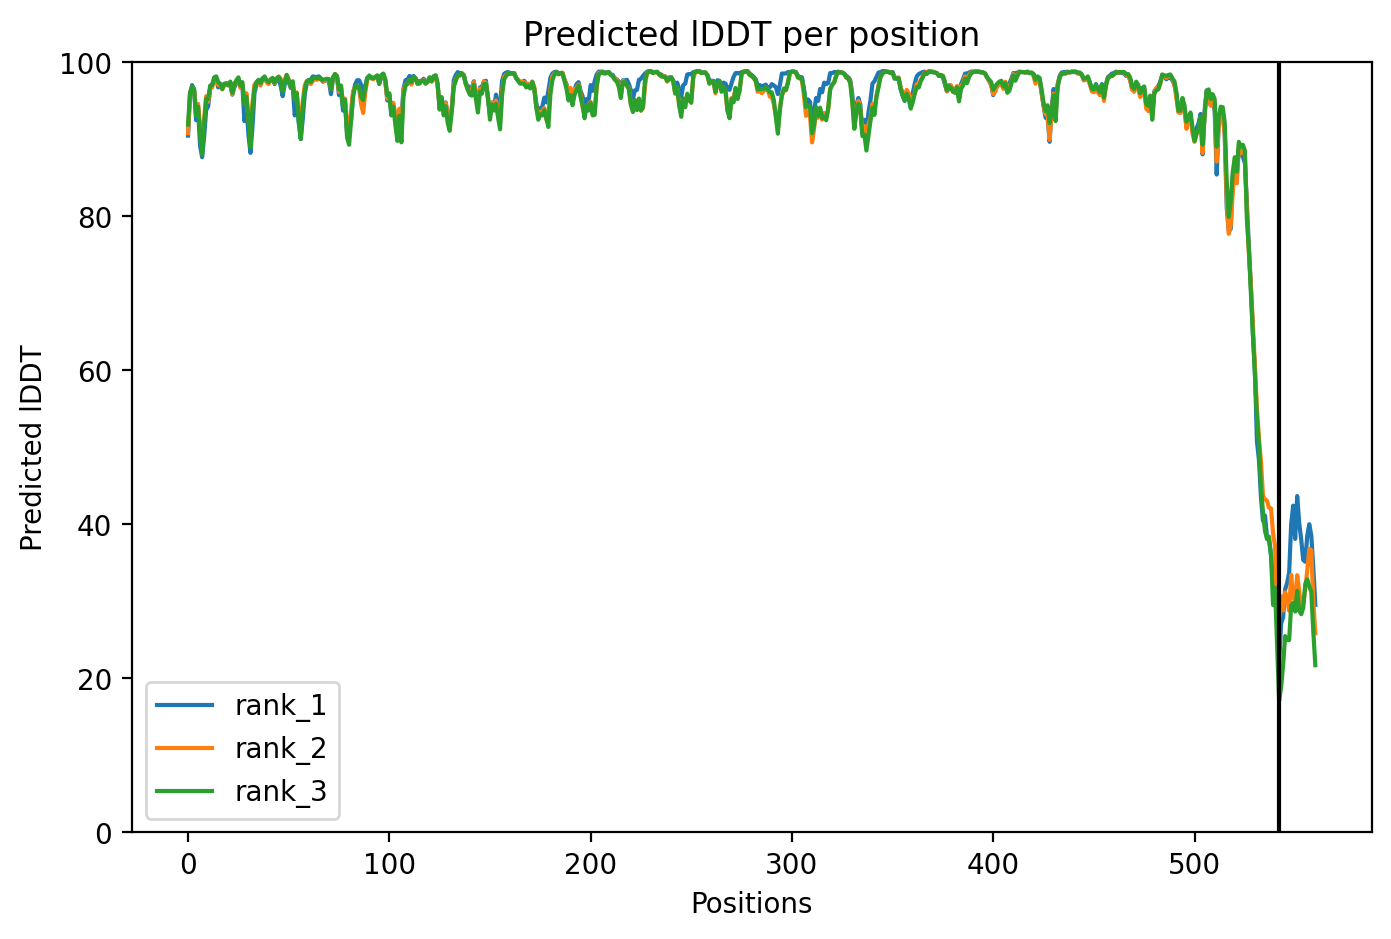 Predicted lDDT per position
100
80
60
40
20
0
Predicted lDDT
rank_1
rank_2
rank_3
0 100 200 300 400 500
Positions